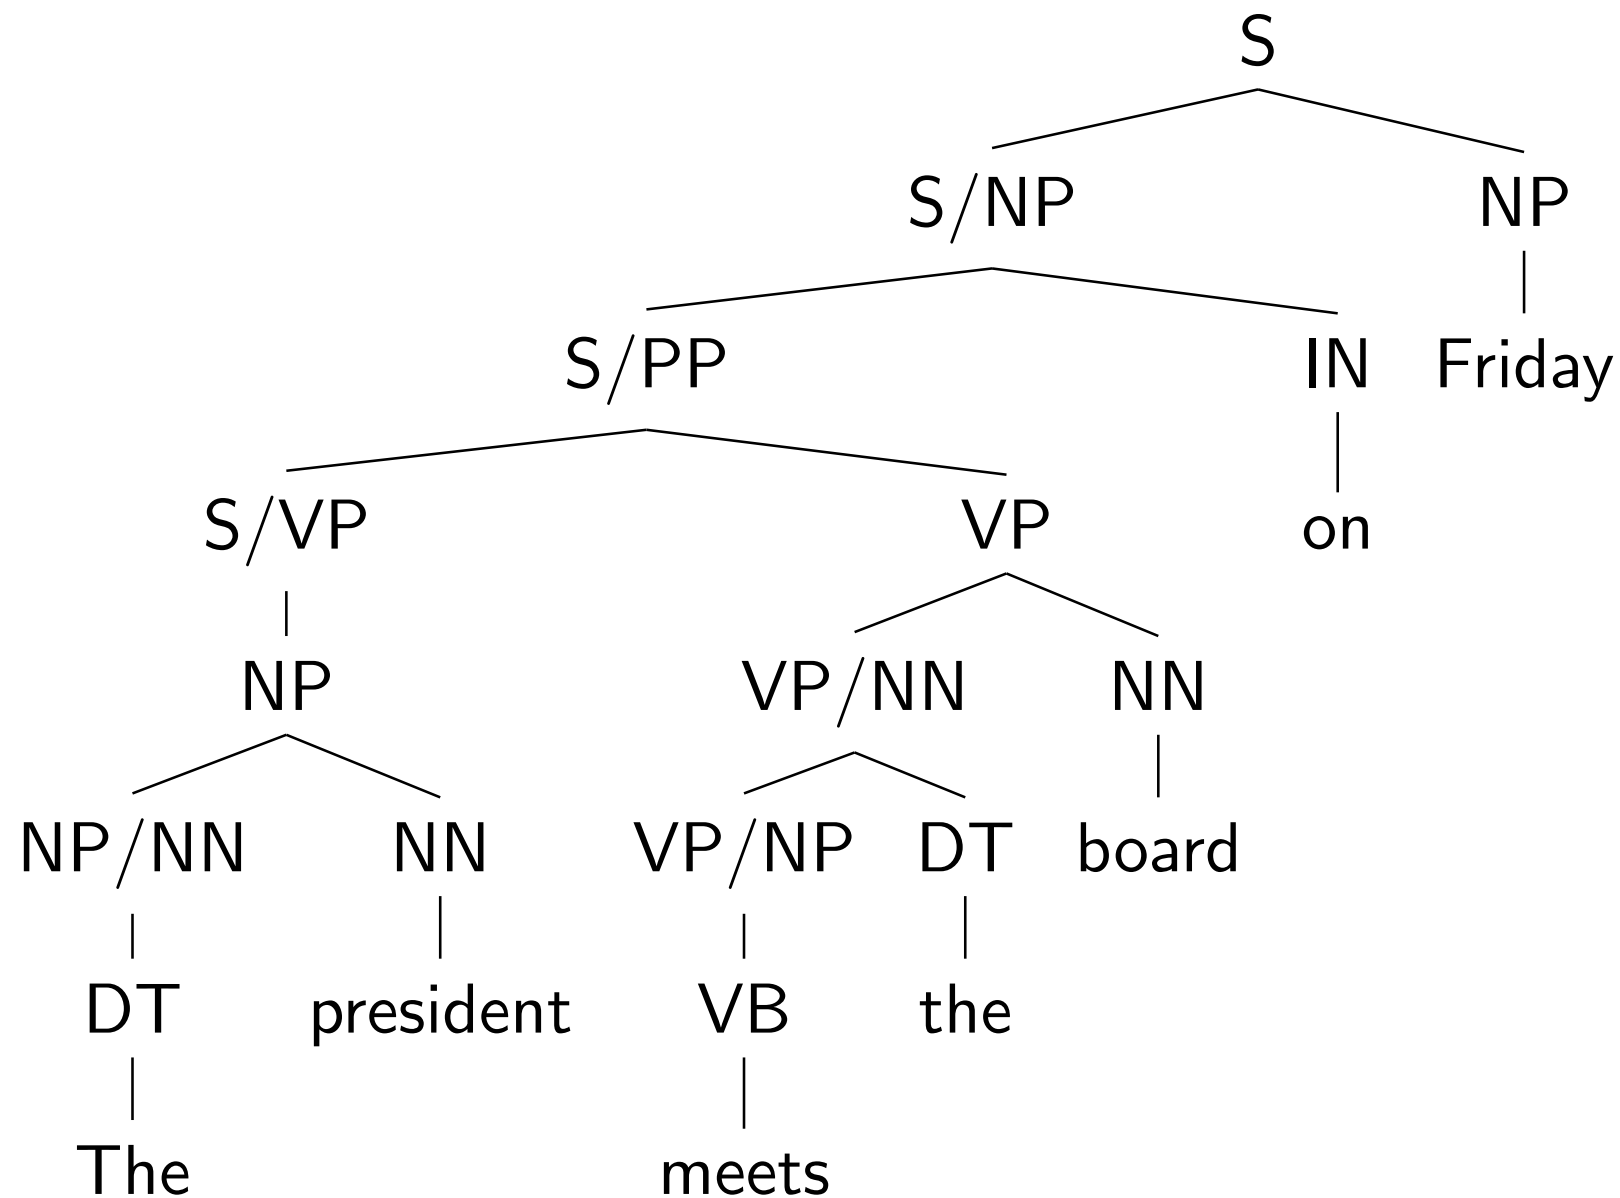 S
S/NP NP
S/PP IN Friday
S/VP VP on
NP VP/NN NN
NP/NN NN VP/NP DT board
DT president VB the
The meets